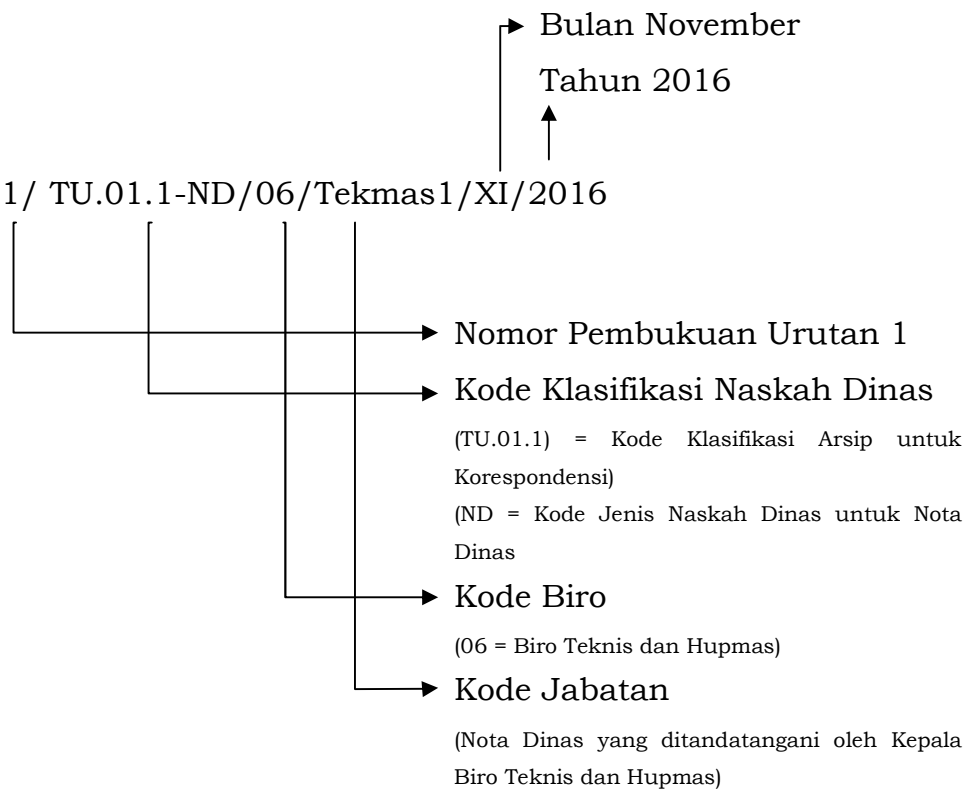 Bulan November
Tahun 2016
1/ TU.01.1-ND/06/Tekmas1/XI/2016
Nomor Pembukuan Urutan 1
Kode Klasifikasi Naskah Dinas
(TU.01.1) = Kode Klasifikasi Arsip untuk
Korespondensi)
(ND = Kode Jenis Naskah Dinas untuk Nota
Dinas
Kode Biro
(06 = Biro Teknis dan Hupmas)
Kode Jabatan
(Nota Dinas yang ditandatangani oleh Kepala
Biro Teknis dan Hupmas)